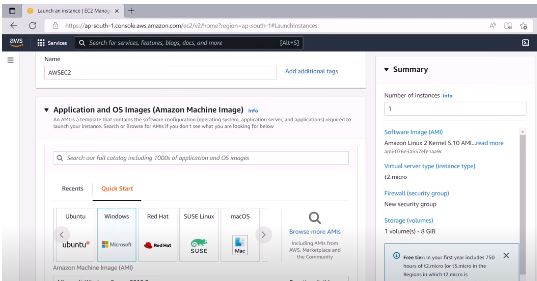 Launch an instance | EC2 Manag
https://ap-south-1.console.aws.amazon.com/ec2/v2/home?region=ap-south-1#LaunchInstances:
aws
Services
Search for services, features, blogs, docs, and more
[Alt+S]
Name
AWSEC2
Add additional tags
Application and OS Images (Amazon Machine Image) Info
An AMI is a template that contains the software configuration (operating system, application server, and applications) required to
launch your instance. Search or Browse for AMIs if you don't see what you are looking for below
Search our full catalog including 1000s of application and OS images
Recents
Quick Start
Ubuntu
Windows
Red Hat
SUSE Linux
macOS
ubuntu
Microsoft
Red Hat
SUSE
Mac
Browse more AMIs
Including AMIs from
AWS, Marketplace and
the Community
Amazon Machine Image (AMI)
Summary
Number of instances Info
1
Software Image (AMI)
Amazon Linux 2 Kernel 5.10 AMI...read more
Virtual server type (instance type)
t2.micro
Firewall (security group)
New security group
Storage (volumes)
1 volume(s) - 8 GiB
Free tier: In your first year includes 750
hours of t2.micro (or t3.micro in the
Regions in which t2.micro is